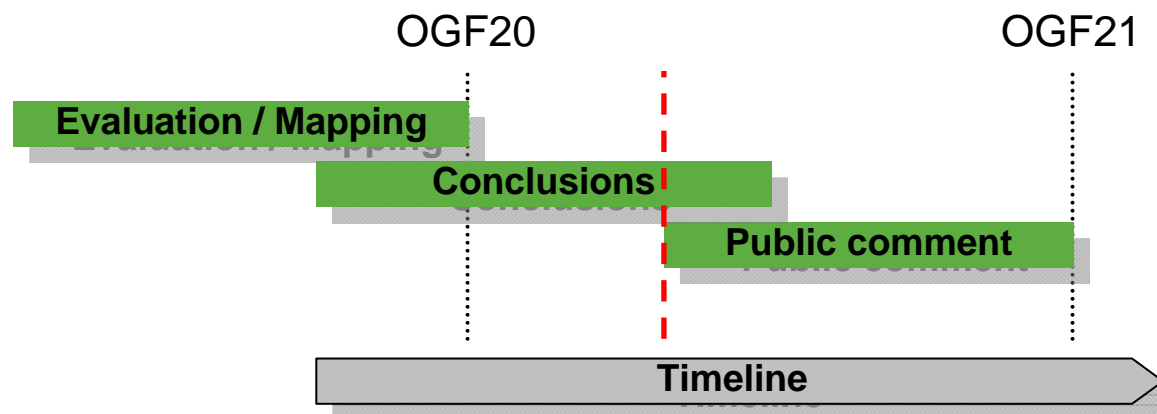 OGF20
OGF21
Evaluation / Mapping
Conclusions
Public comment
Timeline